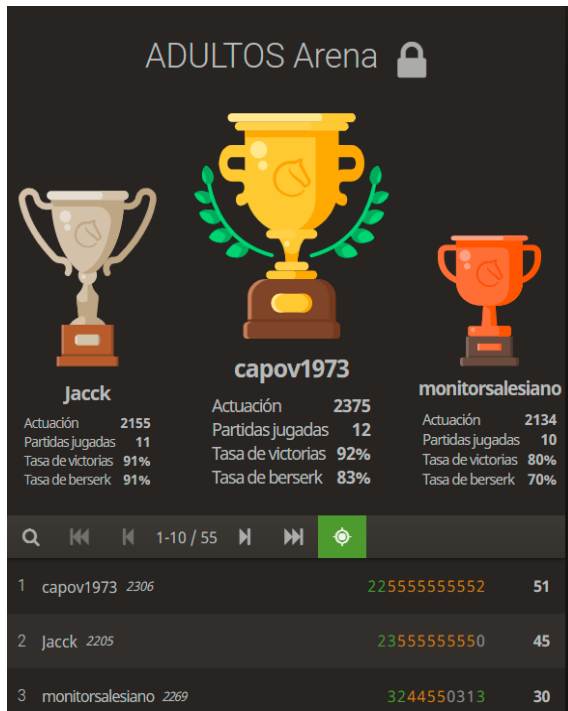 ADULTOS Arena
capov1973
Actuación 2375
Partidas jugadas 12
Tasa de victorias 92%
Tasa de berserk 83%
Jacck
Actuación 2155
Partidas jugadas 11
Tasa de victorias 91%
Tasa de berserk 91%
monitorsalesiano
Actuación 2134
Partidas jugadas 10
Tasa de victorias 80%
Tasa de berserk 70%
1-10 / 55
1 capov1973 2306 225555555552 51
2 Jacck 2205 23555555550 45
3 monitorsalesiano 2269 3244550313 30